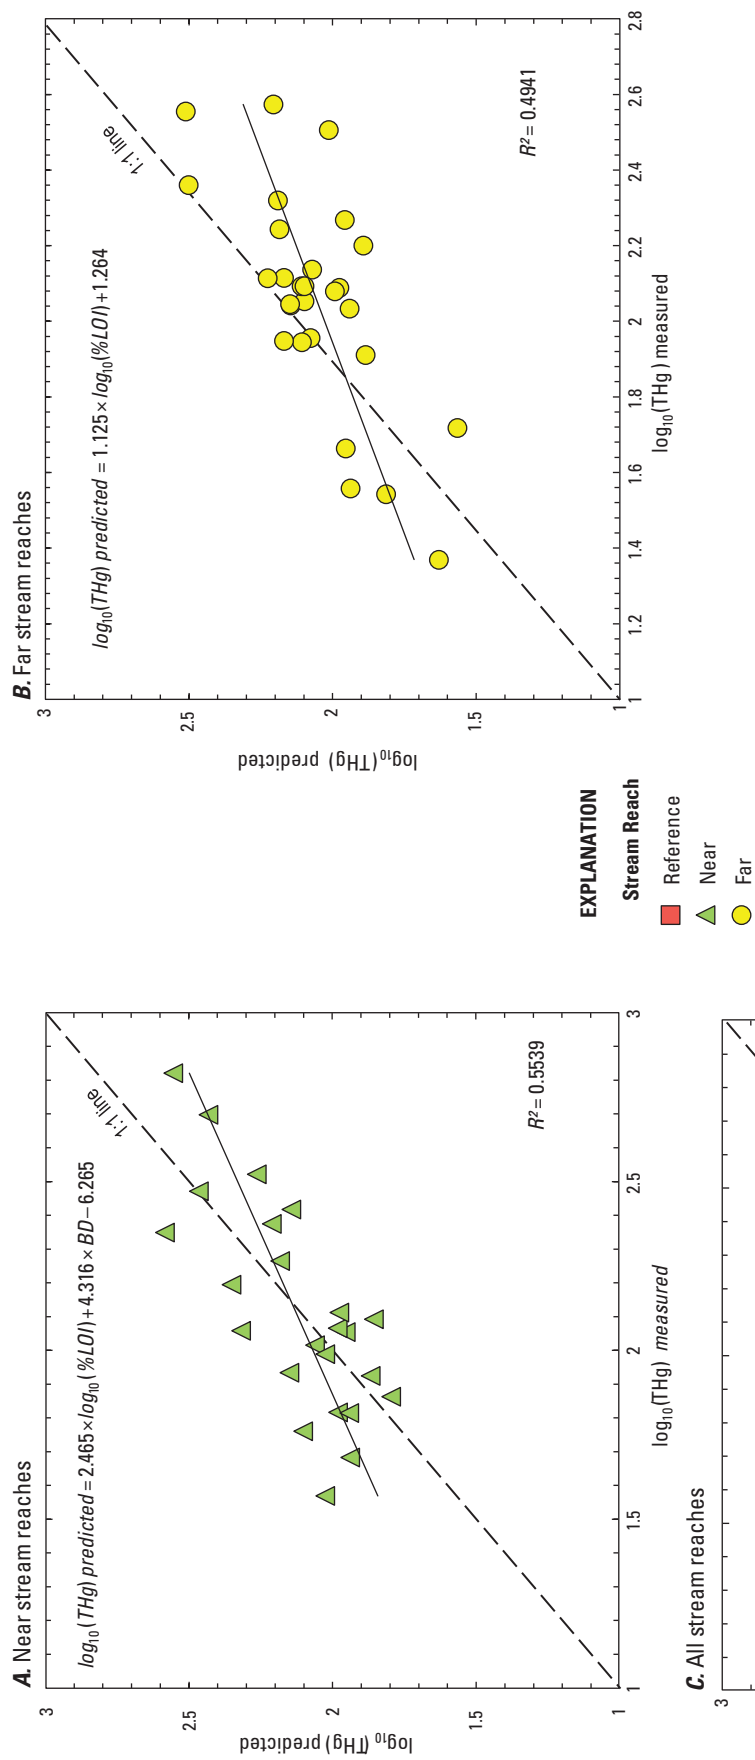 A. Near stream reaches
log10(THg) predicted = 2.465 × log10(%LOI) + 4.316 × BD – 6.265
1:1 line
R² = 0.5539
3
2.5
2
1.5
1
log10(THg) predicted
1
1.5
2
2.5
3
log10(THg) measured
B. Far stream reaches
log10(THg) predicted = 1.125 × log10(%LOI) + 1.264
1:1 line
R² = 0.4941
3
2.5
2
1.5
1
log10(THg) predicted
1
1.2
1.4
1.6
1.8
2
2.2
2.4
2.6
2.8
log10(THg) measured
EXPLANATION
Stream Reach
Reference
Near
Far
C. All stream reaches
3